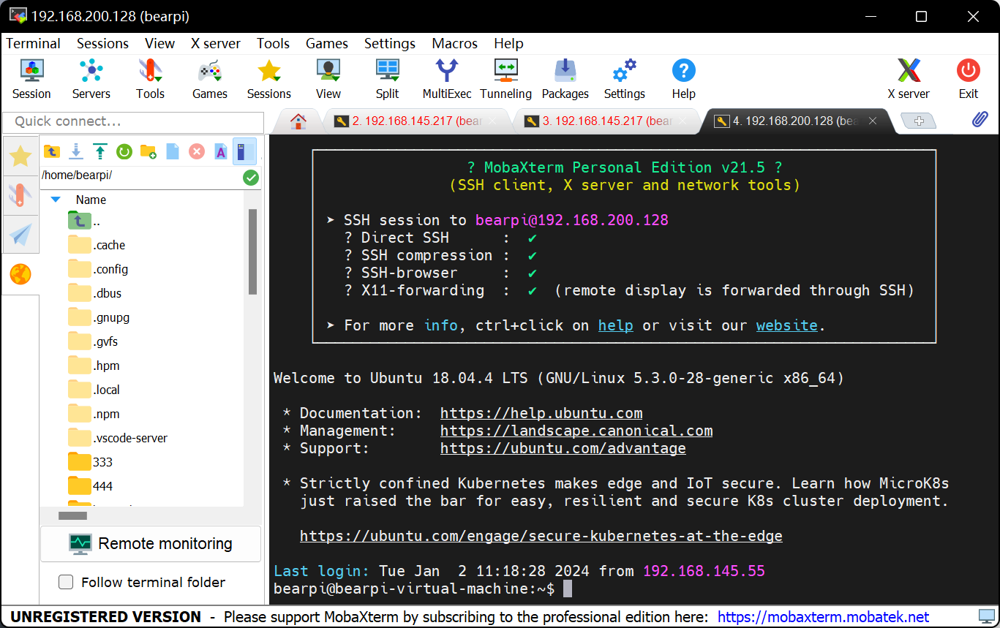 192.168.200.128 (bearpi)
Terminal Sessions View X server Tools Games Settings Macros Help
Session Servers Tools Games Sessions View Split MultiExec Tunneling Packages Settings Help X server Exit
Quick connect...
2. 192.168.145.217 (bear
3. 192.168.145.217 (bear
4. 192.168.200.128 (bea
/home/bearpi/
Name
..
.cache
.config
.dbus
.gnupg
.gvfs
.hpm
.local
.npm
.vscode-server
333
444
Remote monitoring
Follow terminal folder
? MobaXterm Personal Edition v21.5 ?
(SSH client, X server and network tools)
➤ SSH session to bearpi@192.168.200.128
? Direct SSH : ✔
? SSH compression : ✔
? SSH-browser : ✔
? X11-forwarding : ✔ (remote display is forwarded through SSH)
➤ For more info, ctrl+click on help or visit our website.
Welcome to Ubuntu 18.04.4 LTS (GNU/Linux 5.3.0-28-generic x86_64)
* Documentation: https://help.ubuntu.com
* Management: https://landscape.canonical.com
* Support: https://ubuntu.com/advantage
* Strictly confined Kubernetes makes edge and IoT secure. Learn how MicroK8s
just raised the bar for easy, resilient and secure K8s cluster deployment.
https://ubuntu.com/engage/secure-kubernetes-at-the-edge
Last login: Tue Jan  2 11:18:28 2024 from 192.168.145.55
bearpi@bearpi-virtual-machine:~$
UNREGISTERED VERSION - Please support MobaXterm by subscribing to the professional edition here: https://mobaxterm.mobatek.net